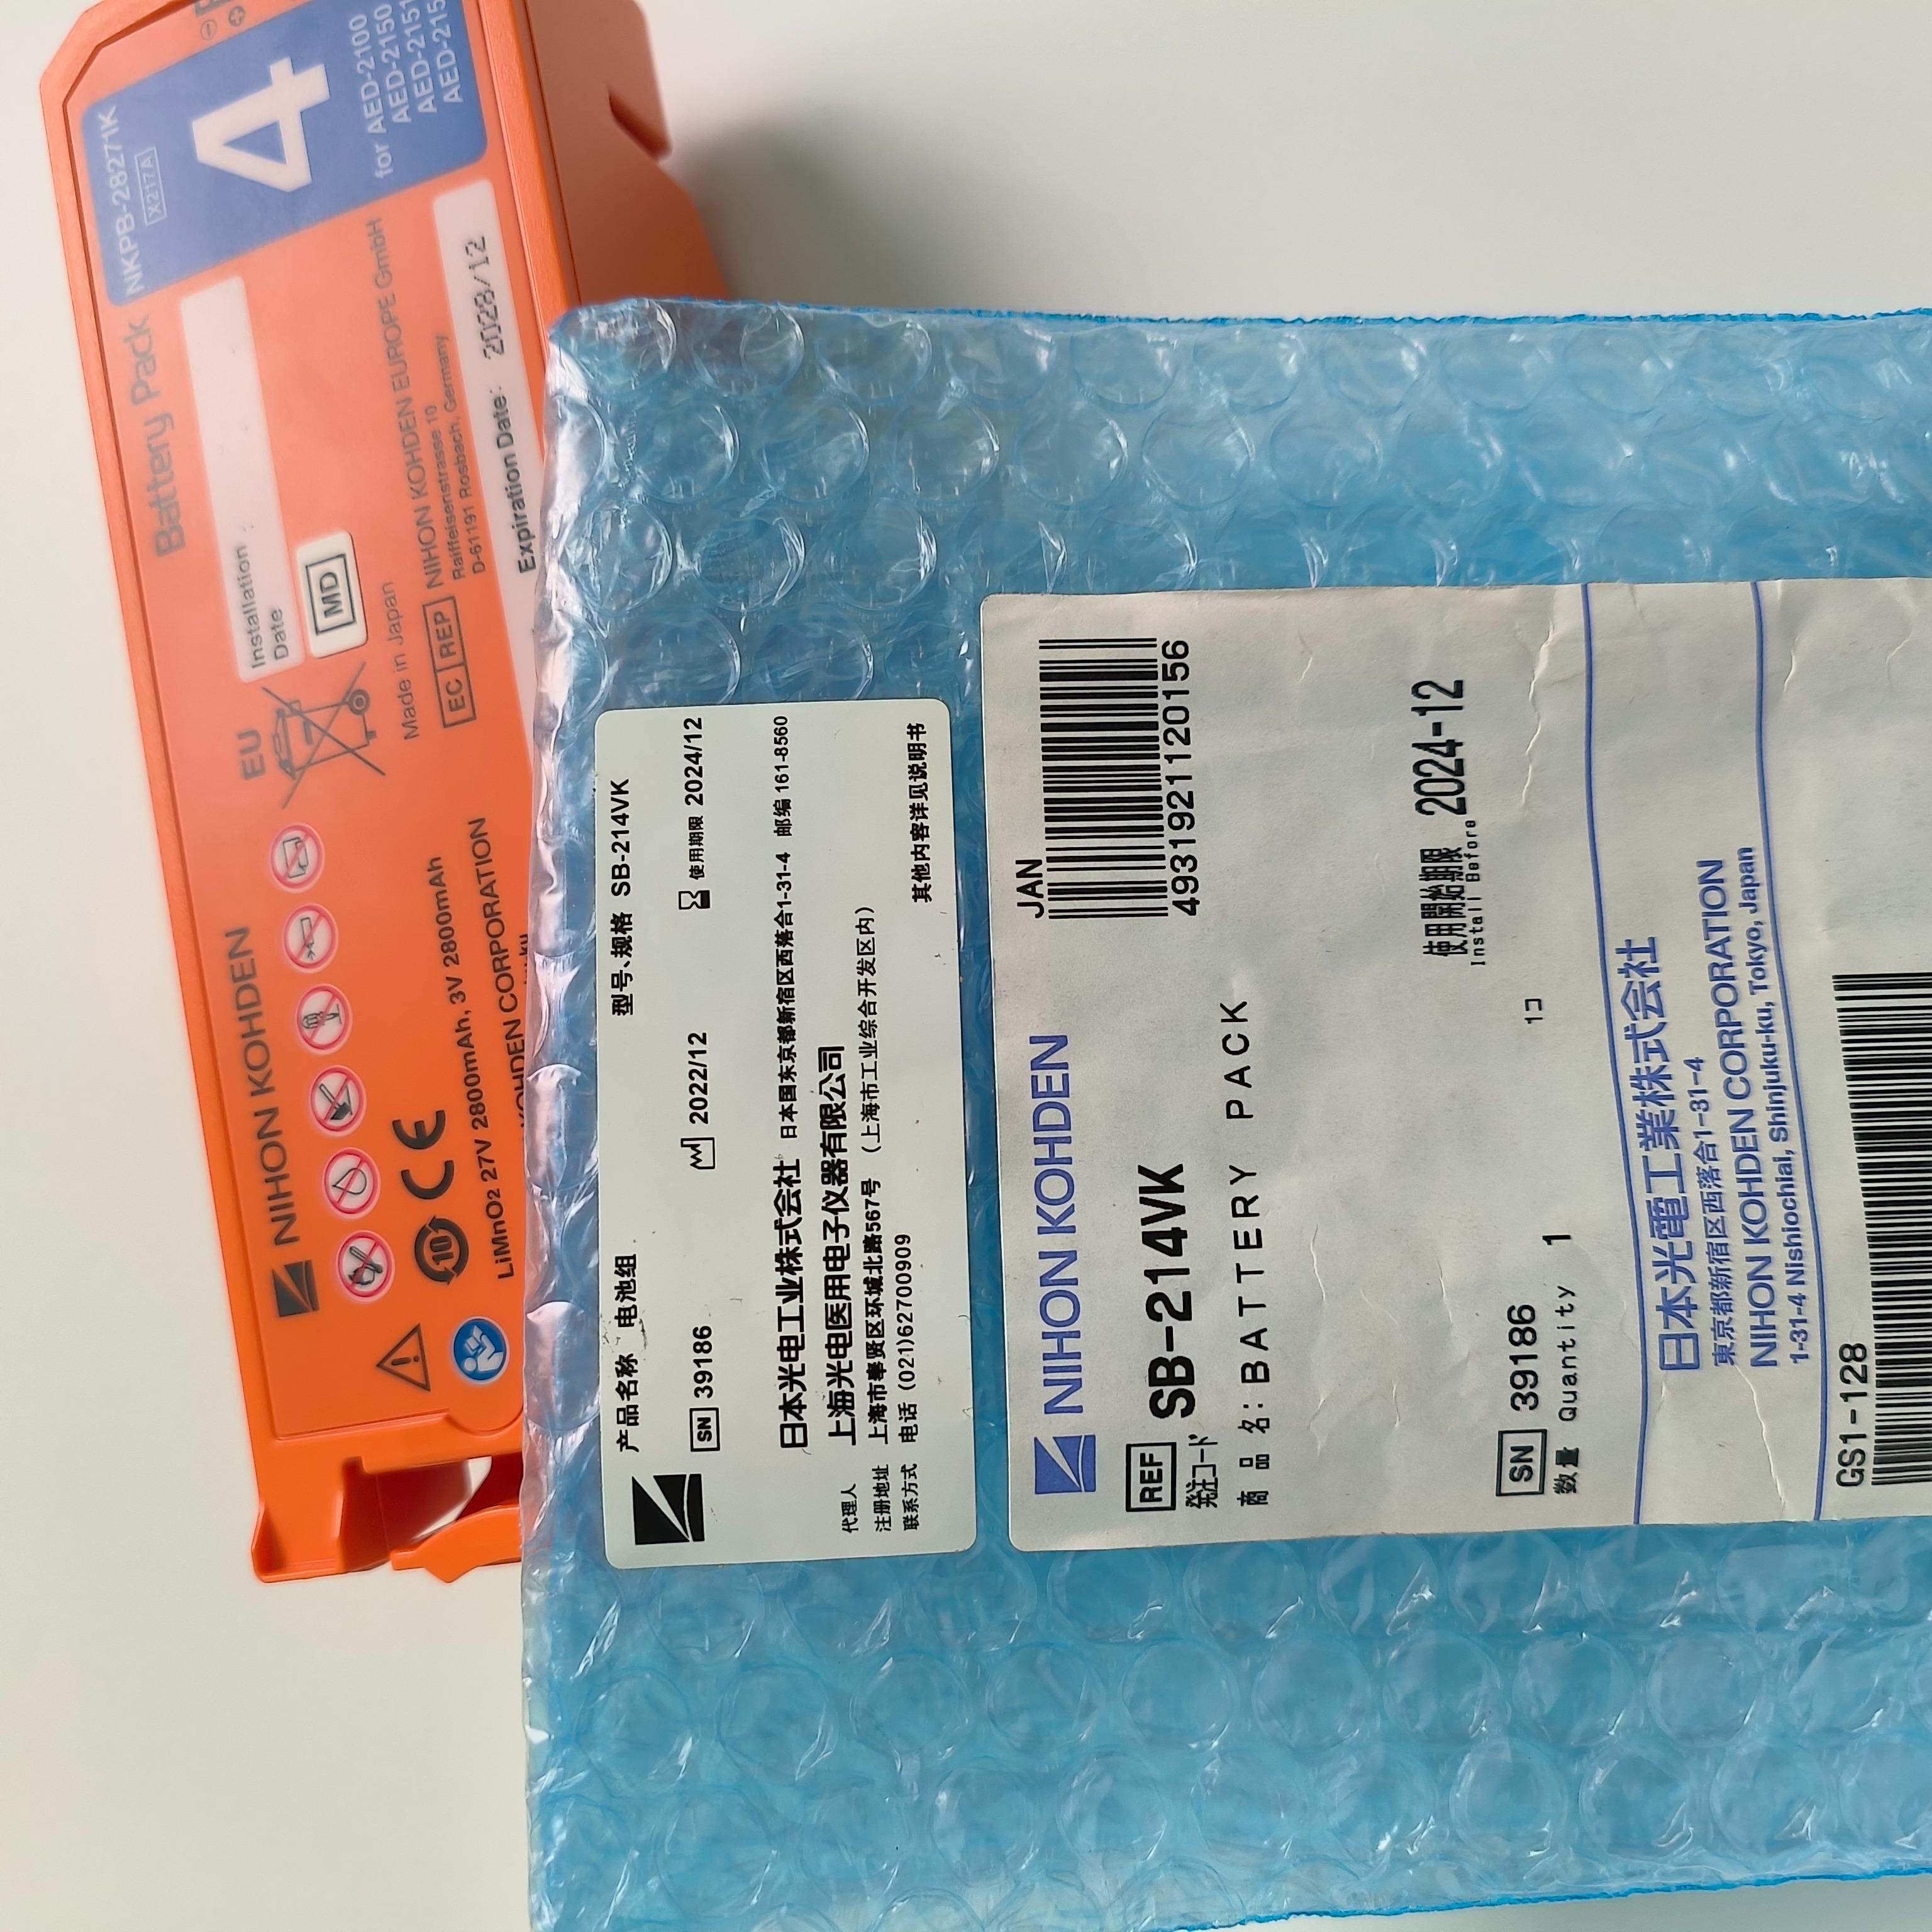 NIHON KOHDEN
Battery Pack
NKPB-28271K
X217A
4
for AED-2100
AED-2150
AED-2151
EU
Installation
Date
MD
Made in Japan
10
CE
LiMnO2 27V 2800mAh, 3V 2800mAh
EC REP
NIHON KOHDEN EUROPE GmbH
Raiffeisenstrasse 10
D-61191 Rosbach, Germany
KOHDEN CORPORATION
Expiration Date: 2028/12
产品名称 电池组
型号、规格 SB-214VK
SN 39186
2022/12
使用期限 2024/12
日本光电工业株式会社 日本国东京都新宿区西落合1-31-4 邮编 161-8560
代理人 上海光电医用电子仪器有限公司
注册地址 上海市奉贤区环城北路567号 (上海市工业综合开发区内)
联系方式 电话 (021)62700909
其他内容详见说明书
NIHON KOHDEN
JAN
4931921120156
REF SB-214VK
発注コード
商品名: BATTERY PACK
使用開始期限 2024-12
Install Before
SN 39186
1コ
数量 Quantity 1
日本光電工業株式会社
東京都新宿区西落合1-31-4
NIHON KOHDEN CORPORATION
1-31-4 Nishiochiai, Shinjuku-ku, Tokyo, Japan
GS1-128